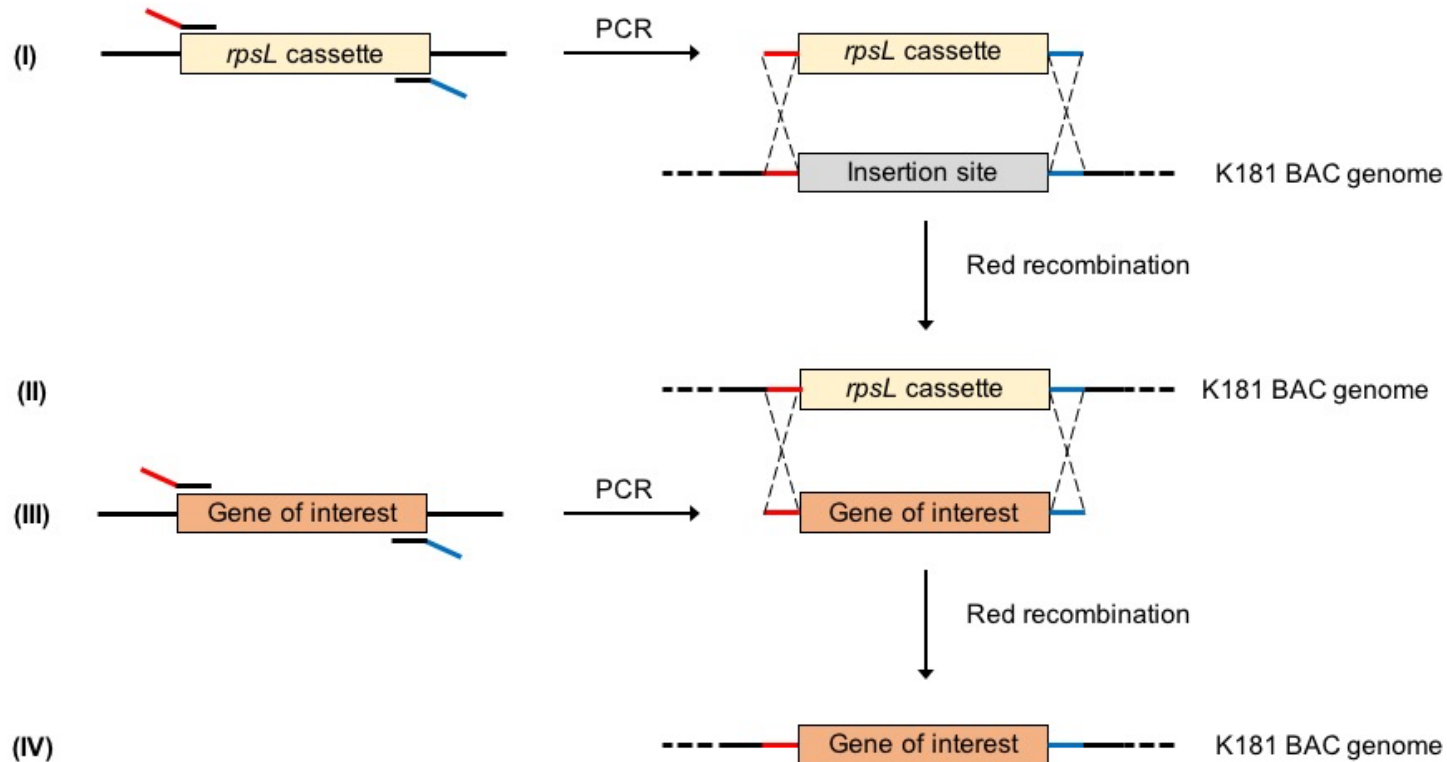 (I)
rpsL cassette
PCR
rpsL cassette
Insertion site
K181 BAC genome
Red recombination
(II)
rpsL cassette
K181 BAC genome
(III)
Gene of interest
PCR
Gene of interest
Red recombination
(IV)
Gene of interest
K181 BAC genome